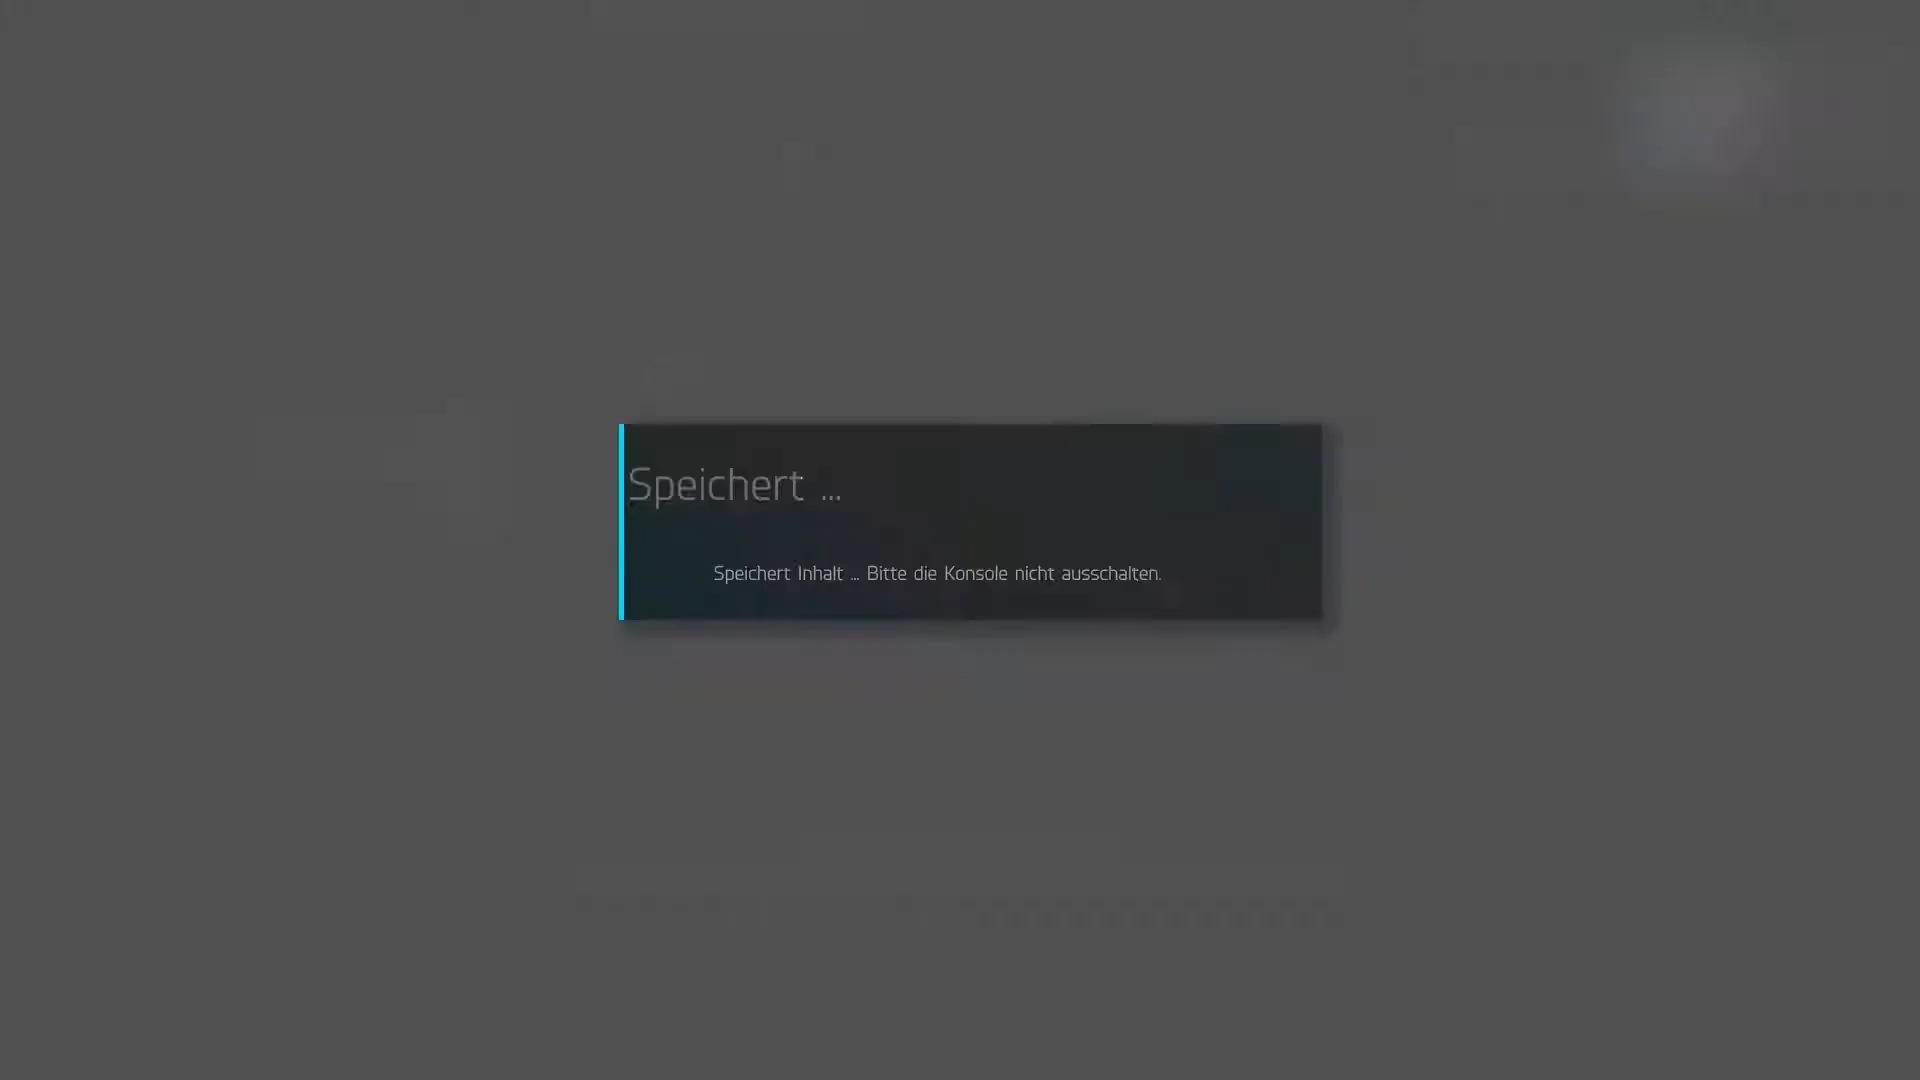 Speichert ...
Speichert Inhalt ... Bitte die Konsole nicht ausschalten.